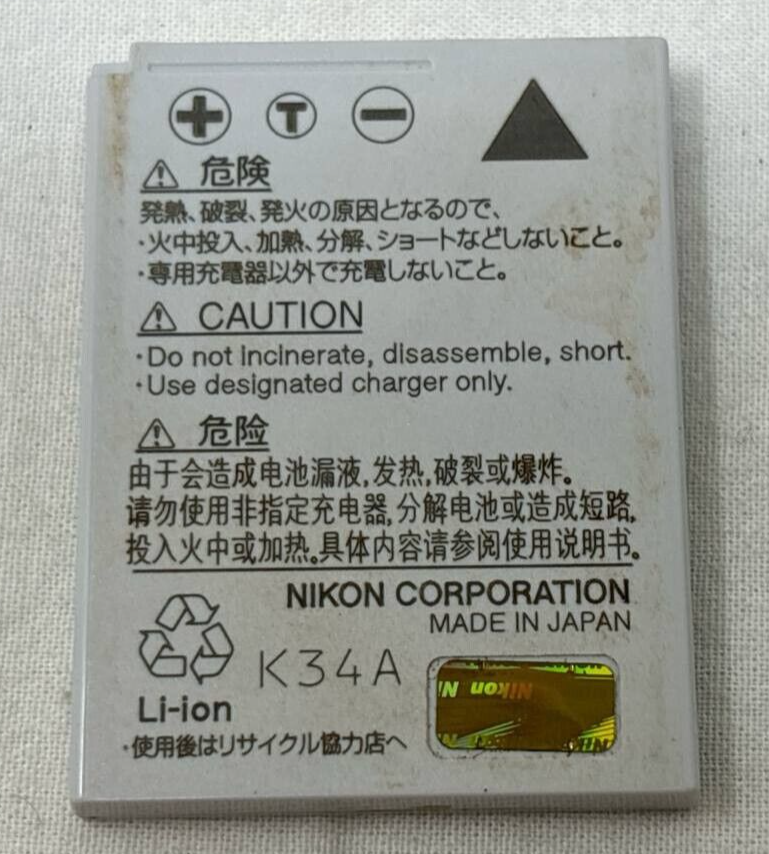 + T −
⚠ 危険
発熱、破裂、発火の原因となるので、
・火中投入、加熱、分解、ショートなどしないこと。
・専用充電器以外で充電しないこと。
⚠ CAUTION
・Do not incinerate, disassemble, short.
・Use designated charger only.
⚠ 危险
由于会造成电池漏液,发热,破裂或爆炸。
请勿使用非指定充电器,分解电池或造成短路,
投入火中或加热。具体内容请参阅使用说明书。
NIKON CORPORATION
MADE IN JAPAN
K34A
Li-ion
Nikon
・使用後はリサイクル協力店へ